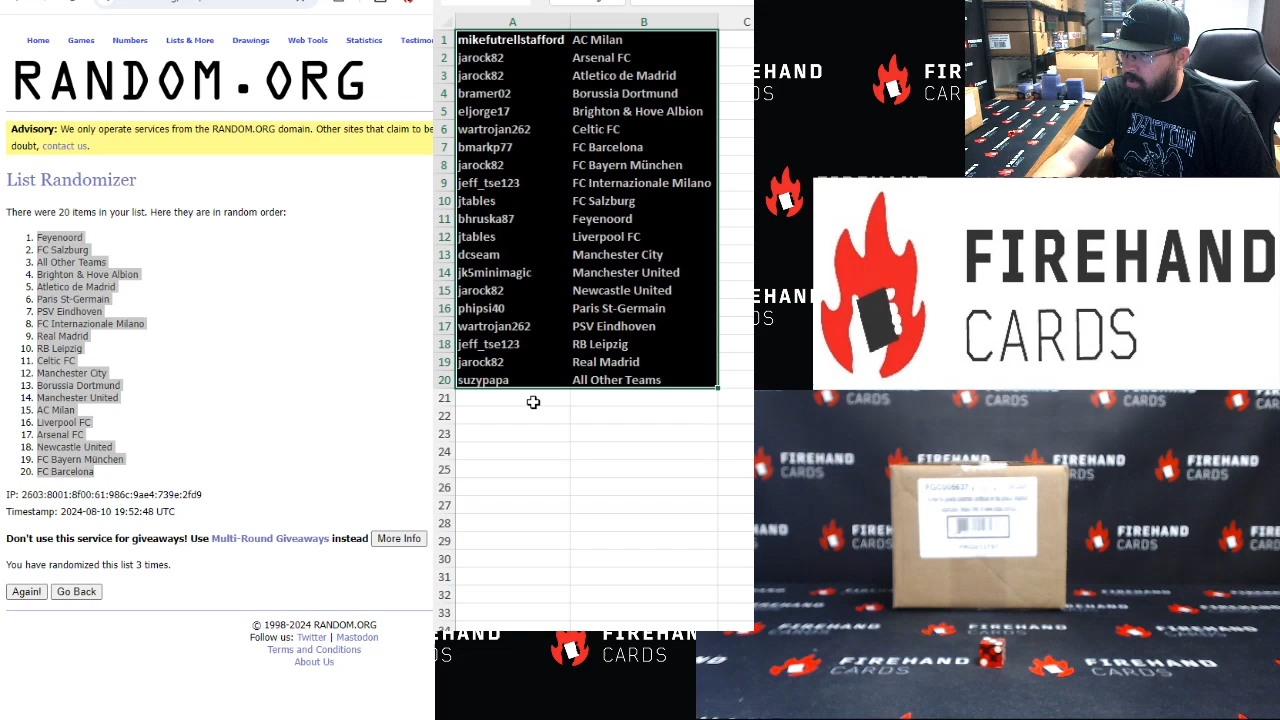 Home Games Numbers Lists & More Drawings Web Tools Statistics Testimo
RANDOM.ORG
Advisory: We only operate services from the RANDOM.ORG domain. Other sites that claim to be
doubt, contact us.
List Randomizer
There were 20 items in your list. Here they are in random order:
1. Feyenoord
2. FC Salzburg
3. All Other Teams
4. Brighton & Hove Albion
5. Atletico de Madrid
6. Paris St-Germain
7. PSV Eindhoven
8. FC Internazionale Milano
9. Real Madrid
10. RB Leipzig
11. Celtic FC
12. Manchester City
13. Borussia Dortmund
14. Manchester United
15. AC Milan
16. Liverpool FC
17. Arsenal FC
18. Newcastle United
19. FC Bayern München
20. FC Barcelona
IP: 2603:8001:8f00:61:986c:9ae4:739e:2fd9
Timestamp: 2024-08-10 19:52:48 UTC
Don't use this service for giveaways! Use Multi-Round Giveaways instead More Info
You have randomized this list 3 times.
Again! Go Back
© 1998-2024 RANDOM.ORG
Follow us: Twitter | Mastodon
Terms and Conditions
About Us
A B C
1 mikefutrellstafford AC Milan
2 jarock82 Arsenal FC
3 jarock82 Atletico de Madrid
4 bramer02 Borussia Dortmund
5 eljorge17 Brighton & Hove Albion
6 wartrojan262 Celtic FC
7 bmarkp77 FC Barcelona
8 jarock82 FC Bayern München
9 jeff_tse123 FC Internazionale Milano
10 jtables FC Salzburg
11 bhruska87 Feyenoord
12 jtables Liverpool FC
13 dcseam Manchester City
14 jk5minimagic Manchester United
15 jarock82 Newcastle United
16 phipsi40 Paris St-Germain
17 wartrojan262 PSV Eindhoven
18 jeff_tse123 RB Leipzig
19 jarock82 Real Madrid
20 suzypapa All Other Teams
21
22
23
24
25
26
27
28
29
30
31
32
33
FIREHAND
CARDS